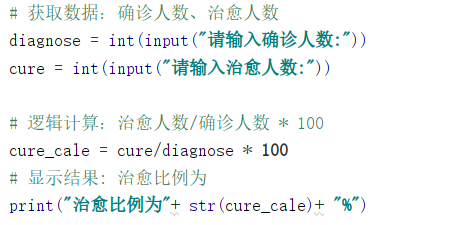 # 获取数据：确诊人数、治愈人数
diagnose = int(input("请输入确诊人数:"))
cure = int(input("请输入治愈人数:"))
# 逻辑计算：治愈人数/确诊人数 * 100
cure_cale = cure/diagnose * 100
# 显示结果：治愈比例为
print("治愈比例为"+ str(cure_cale)+ "%")